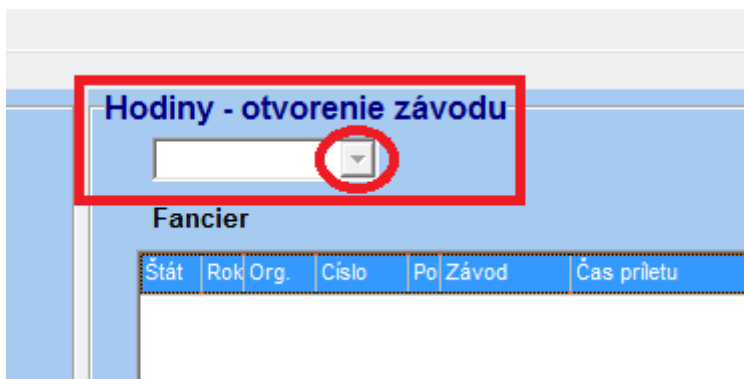 Hodiny - otvorenie závodu
Fancier
Štát Rok Org. Císlo Po Závod Čas príletu